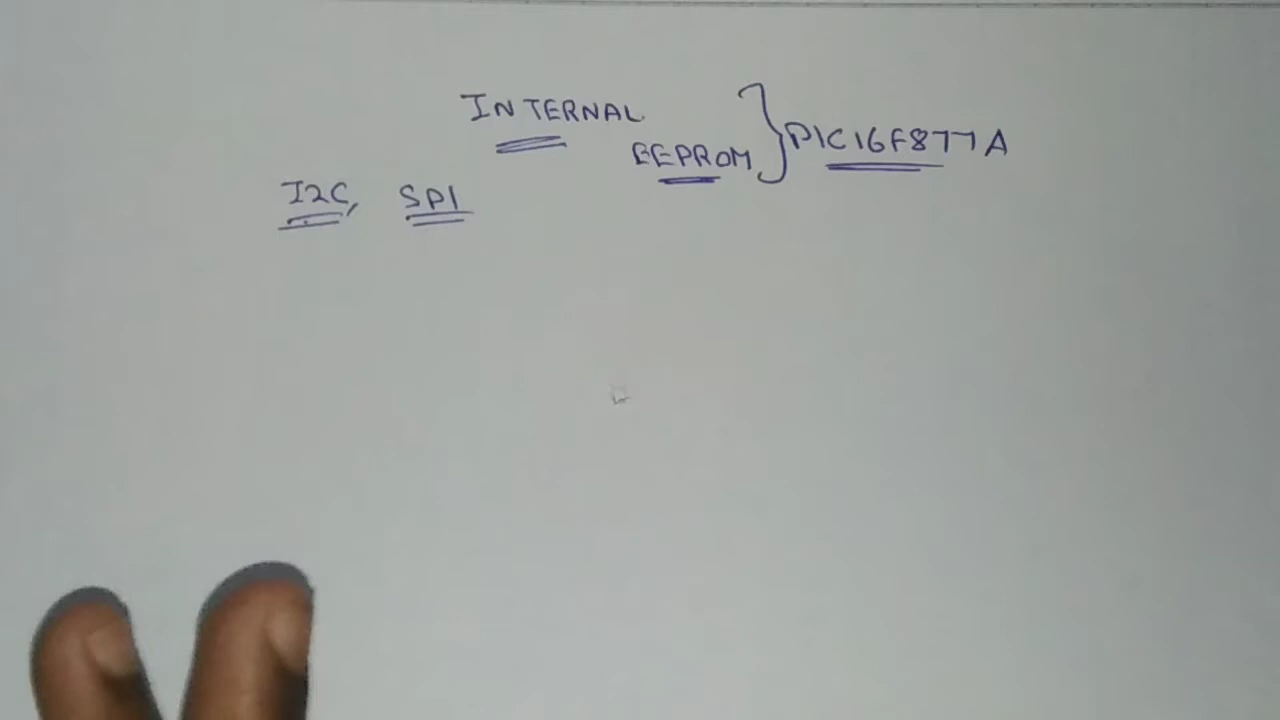 INTERNAL
EEPROM } PIC16F877A
I2C, SPI